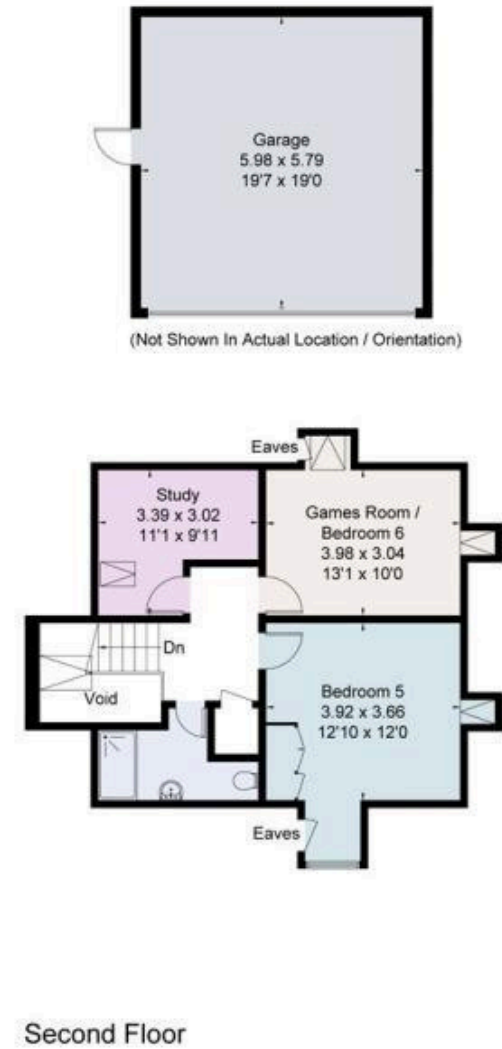 Garage
5.98 x 5.79
19'7 x 19'0
(Not Shown In Actual Location / Orientation)
Eaves
Study
3.39 x 3.02
11'1 x 9'11
Games Room /
Bedroom 6
3.98 x 3.04
13'1 x 10'0
Dn
Void
Bedroom 5
3.92 x 3.66
12'10 x 12'0
Eaves
Second Floor